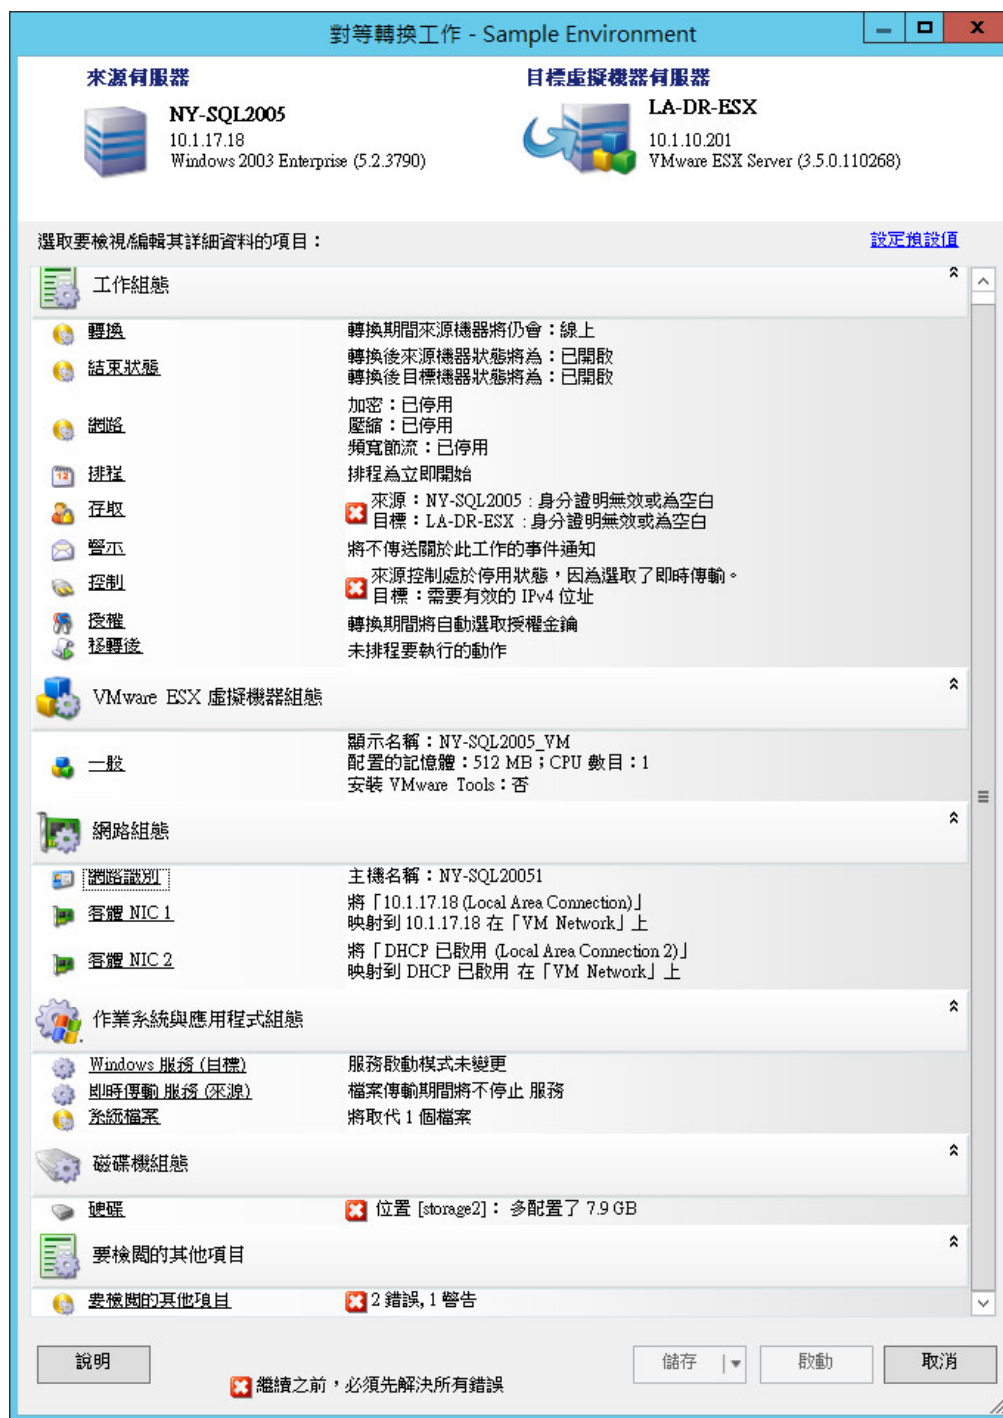 對等轉換工作 - Sample Environment
來源伺服器
NY-SQL2005
10.1.17.18
Windows 2003 Enterprise (5.2.3790)
目標虛擬機器伺服器
LA-DR-ESX
10.1.10.201
VMware ESX Server (3.5.0.110268)
選取要檢視/編輯其詳細資料的項目：
設定預設值
工作組態
轉換
轉換期間來源機器將仍會：線上
結束狀態
轉換後來源機器狀態將為：已開啟
轉換後目標機器狀態將為：已開啟
網路
加密：已停用
壓縮：已停用
頻寬節流：已停用
排程
排程為立即開始
存取
來源：NY-SQL2005：身分證明無效或為空白
目標：LA-DR-ESX：身分證明無效或為空白
警示
將不傳送關於此工作的事件通知
控制
來源控制處於停用狀態，因為選取了即時傳輸。
目標：需要有效的 IPv4 位址
授權
轉換期間將自動選取授權金鑰
移轉後
未排程要執行的動作
VMware ESX 虛擬機器組態
一般
顯示名稱：NY-SQL2005_VM
配置的記憶體：512 MB；CPU 數目：1
安裝 VMware Tools：否
網路組態
網路識別
主機名稱：NY-SQL20051
客體 NIC 1
將「10.1.17.18 (Local Area Connection)」
映射到 10.1.17.18 在「VM Network」上
客體 NIC 2
將「DHCP 已啟用 (Local Area Connection 2)」
映射到 DHCP 已啟用 在「VM Network」上
作業系統與應用程式組態
Windows 服務 (目標)
服務啟動模式未變更
即時傳輸 服務 (來源)
檔案傳輸期間將不停止 服務
系統檔案
將取代 1 個檔案
磁碟機組態
硬碟
位置 [storage2]： 多配置了 7.9 GB
要檢閱的其他項目
要檢閱的其他項目
2 錯誤, 1 警告
說明
繼續之前，必須先解決所有錯誤
儲存
啟動
取消